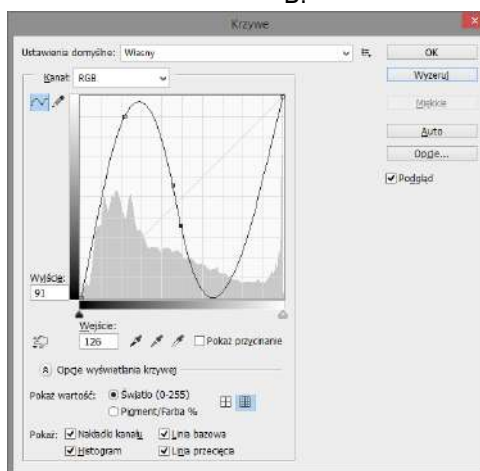 B.
Krzywe
Ustawienia domyślne: Własny
OK
Kanał: RGB
Wyzeruj
Miękkie
Auto
Opcje...
Podgląd
Wyjście:
91
Wejście:
126
Pokaż przycinanie
Opcje wyświetlania krzywej
Pokaż wartość: Światło (0-255)
Pigment/Farba %
Pokaż: Nakładki kanału Linia bazowa
Histogram Linia przecięcia